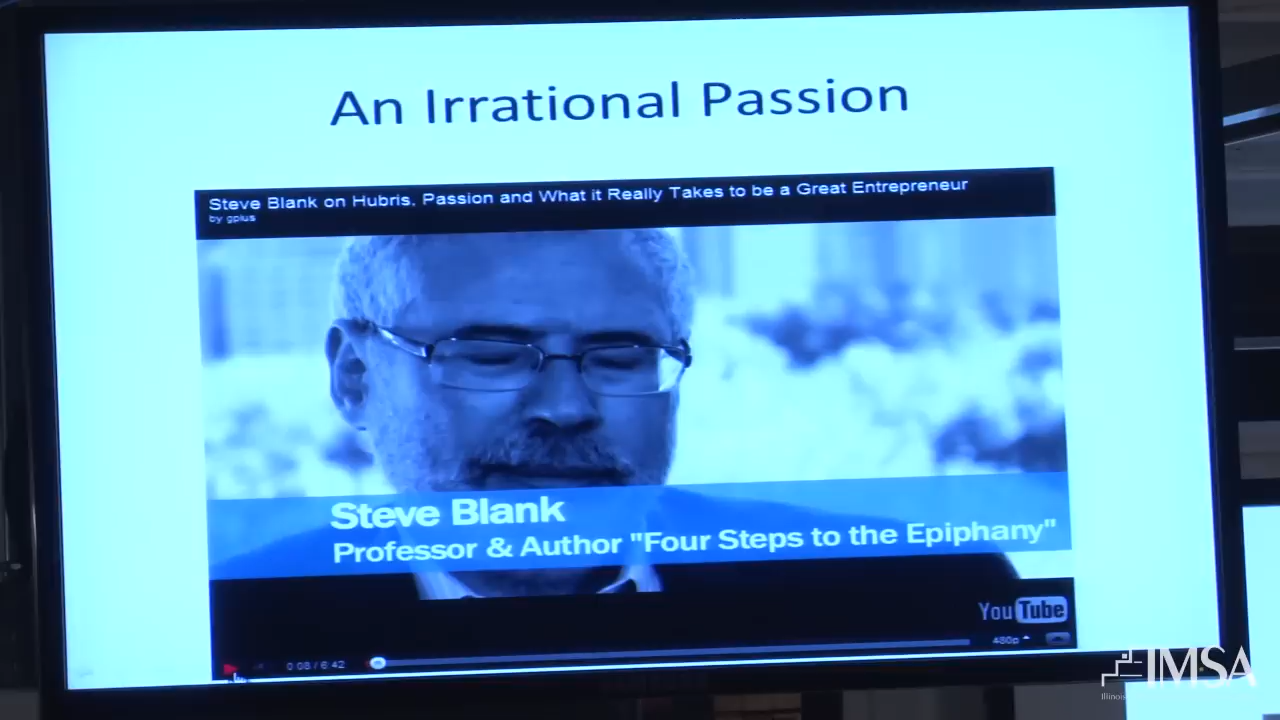 An Irrational Passion
Steve Blank on Hubris, Passion and What it Really Takes to be a Great Entrepreneur
by gplus
Steve Blank
Professor & Author "Four Steps to the Epiphany"
YouTube
480p
0:08 / 6:42
IMSA
Illinois